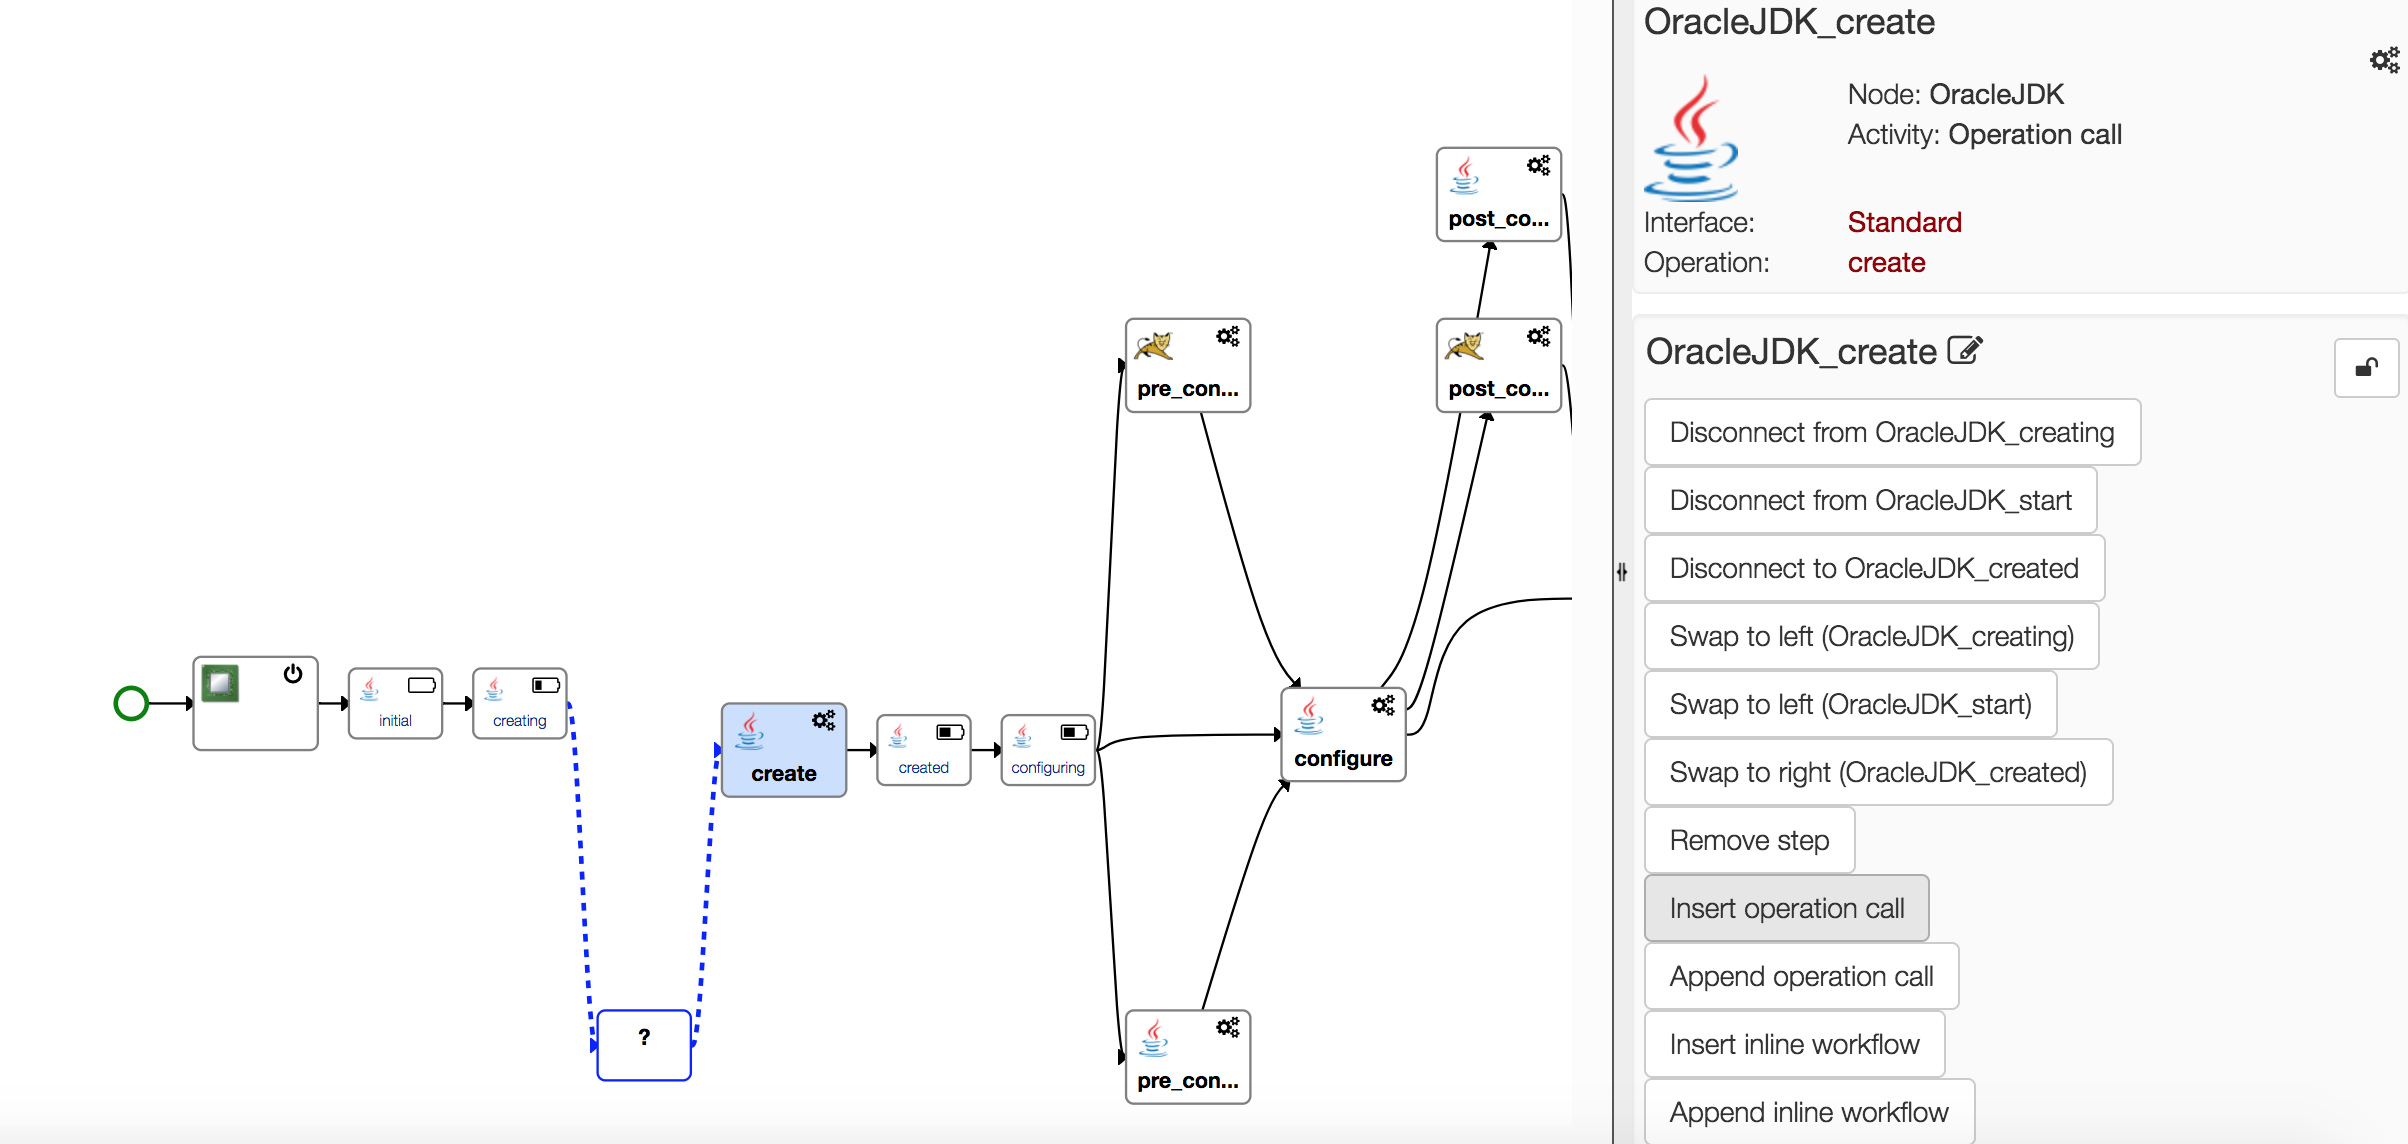 post_co...
pre_con...
post_co...
initial
creating
create
created
configuring
configure
?
pre_con...
OracleJDK_create
Node: OracleJDK
Activity: Operation call
Interface: Standard
Operation: create
OracleJDK_create
Disconnect from OracleJDK_creating
Disconnect from OracleJDK_start
Disconnect to OracleJDK_created
Swap to left (OracleJDK_creating)
Swap to left (OracleJDK_start)
Swap to right (OracleJDK_created)
Remove step
Insert operation call
Append operation call
Insert inline workflow
Append inline workflow